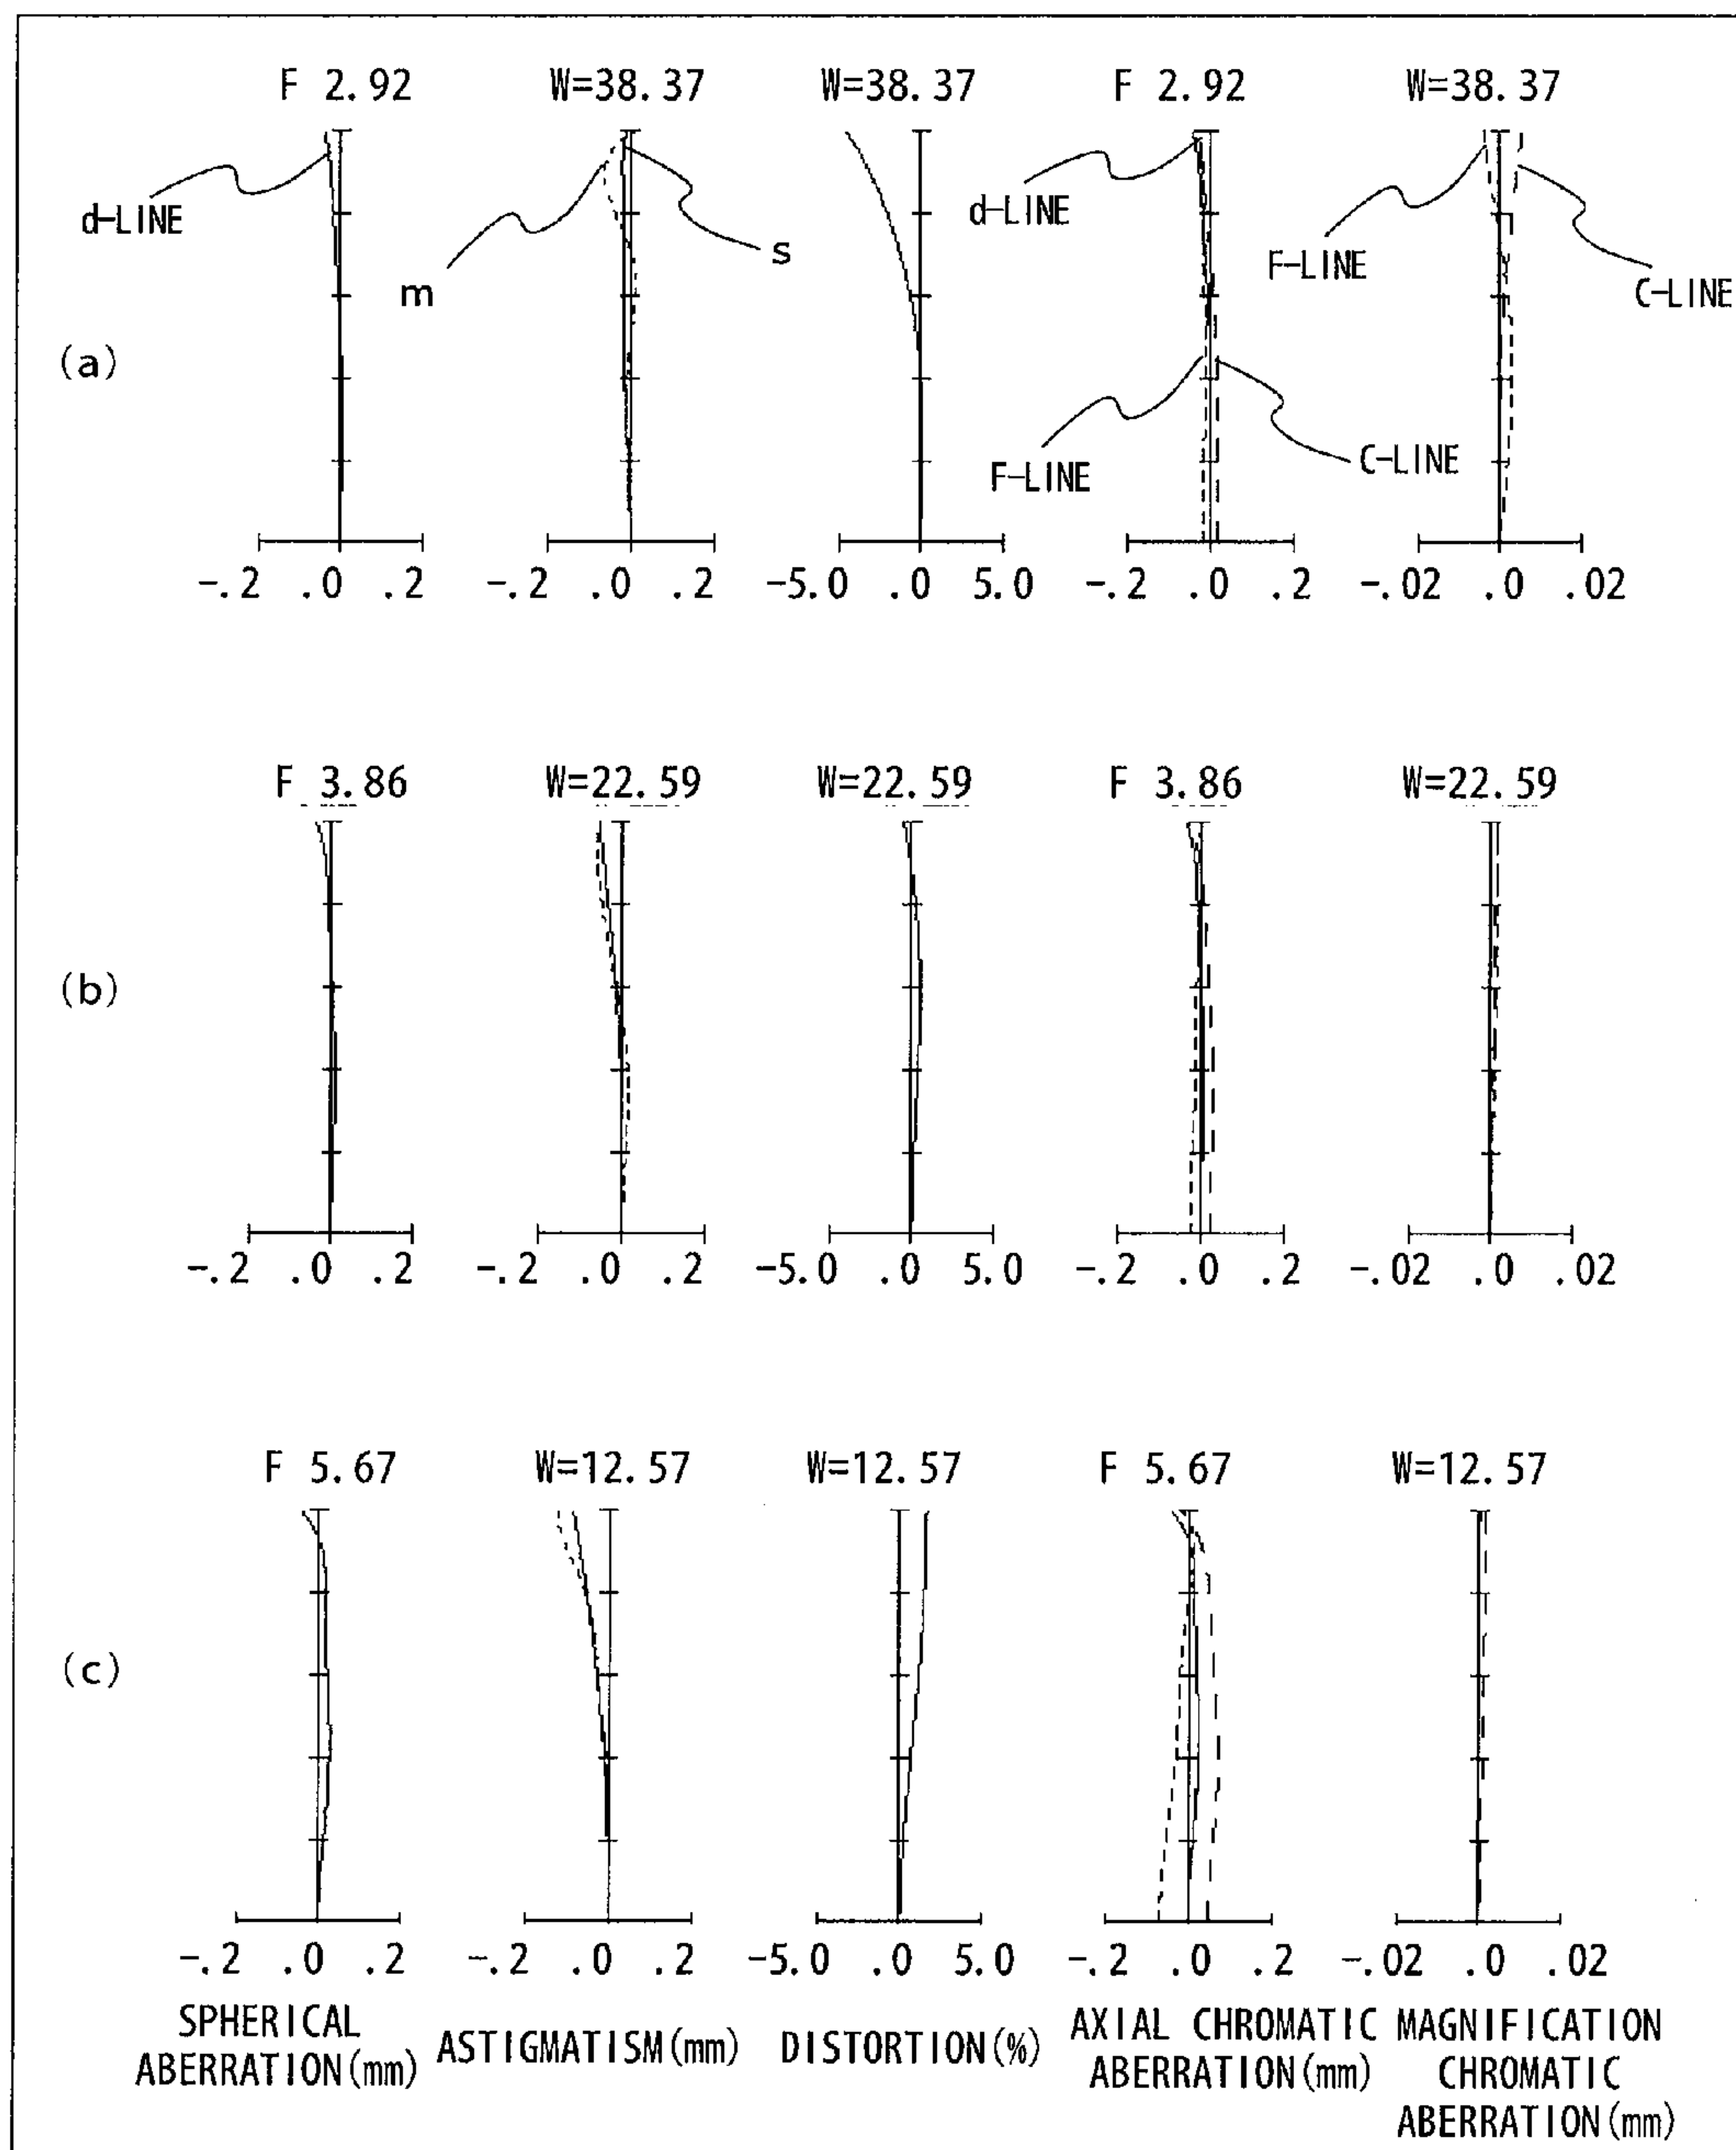 F 2.92 W=38.37 W=38.37 F 2.92 W=38.37
d-LINE m s d-LINE F-LINE C-LINE
(a)
F-LINE C-LINE
-.2 .0 .2 -.2 .0 .2 -5.0 .0 5.0 -.2 .0 .2 -.02 .0 .02
F 3.86 W=22.59 W=22.59 F 3.86 W=22.59
(b)
-.2 .0 .2 -.2 .0 .2 -5.0 .0 5.0 -.2 .0 .2 -.02 .0 .02
F 5.67 W=12.57 W=12.57 F 5.67 W=12.57
(c)
-.2 .0 .2 -.2 .0 .2 -5.0 .0 5.0 -.2 .0 .2 -.02 .0 .02
SPHERICAL
ABERRATION(mm)
ASTIGMATISM(mm)
DISTORTION(%)
AXIAL CHROMATIC
ABERRATION(mm)
MAGNIFICATION
CHROMATIC
ABERRATION(mm)